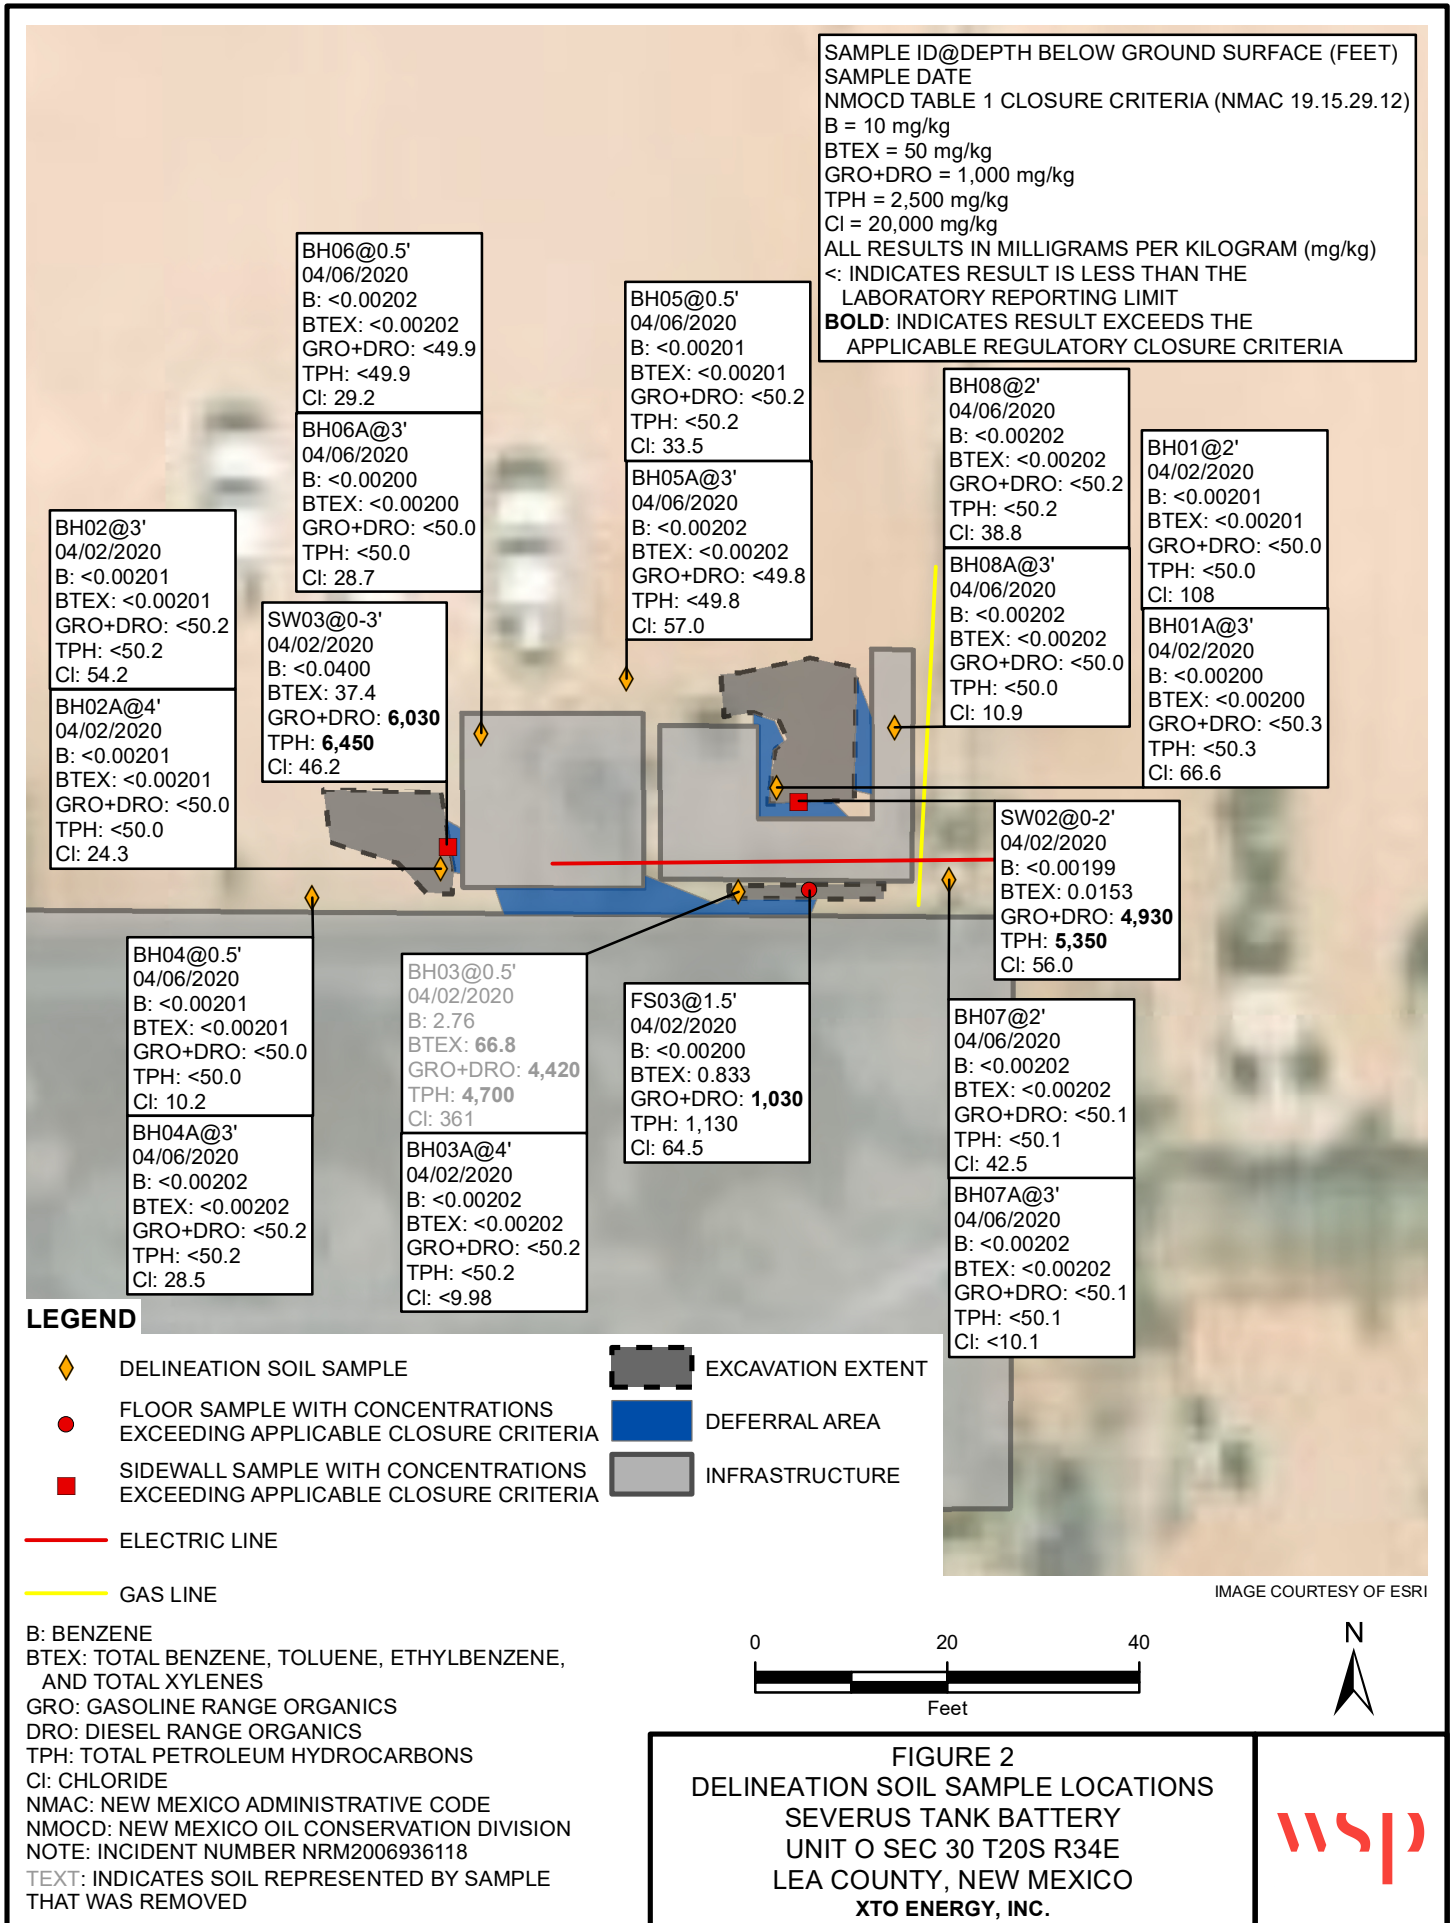 SAMPLE ID@DEPTH BELOW GROUND SURFACE (FEET)
SAMPLE DATE
NMOCD TABLE 1 CLOSURE CRITERIA (NMAC 19.15.29.12)
B = 10 mg/kg
BTEX = 50 mg/kg
GRO+DRO = 1,000 mg/kg
TPH = 2,500 mg/kg
Cl = 20,000 mg/kg
ALL RESULTS IN MILLIGRAMS PER KILOGRAM (mg/kg)
<: INDICATES RESULT IS LESS THAN THE
LABORATORY REPORTING LIMIT
BOLD: INDICATES RESULT EXCEEDS THE
APPLICABLE REGULATORY CLOSURE CRITERIA
BH06@0.5'
04/06/2020
B: <0.00202
BTEX: <0.00202
GRO+DRO: <49.9
TPH: <49.9
Cl: 29.2
BH06A@3'
04/06/2020
B: <0.00200
BTEX: <0.00200
GRO+DRO: <50.0
TPH: <50.0
Cl: 28.7
BH05@0.5'
04/06/2020
B: <0.00201
BTEX: <0.00201
GRO+DRO: <50.2
TPH: <50.2
Cl: 33.5
BH05A@3'
04/06/2020
B: <0.00202
BTEX: <0.00202
GRO+DRO: <49.8
TPH: <49.8
Cl: 57.0
BH08@2'
04/06/2020
B: <0.00202
BTEX: <0.00202
GRO+DRO: <50.2
TPH: <50.2
Cl: 38.8
BH08A@3'
04/06/2020
B: <0.00202
BTEX: <0.00202
GRO+DRO: <50.0
TPH: <50.0
Cl: 10.9
BH01@2'
04/02/2020
B: <0.00201
BTEX: <0.00201
GRO+DRO: <50.0
TPH: <50.0
Cl: 108
BH01A@3'
04/02/2020
B: <0.00200
BTEX: <0.00200
GRO+DRO: <50.3
TPH: <50.3
Cl: 66.6
BH02@3'
04/02/2020
B: <0.00201
BTEX: <0.00201
GRO+DRO: <50.2
TPH: <50.2
Cl: 54.2
BH02A@4'
04/02/2020
B: <0.00201
BTEX: <0.00201
GRO+DRO: <50.0
TPH: <50.0
Cl: 24.3
SW03@0-3'
04/02/2020
B: <0.0400
BTEX: 37.4
GRO+DRO: 6,030
TPH: 6,450
Cl: 46.2
SW02@0-2'
04/02/2020
B: <0.00199
BTEX: 0.0153
GRO+DRO: 4,930
TPH: 5,350
Cl: 56.0
BH04@0.5'
04/06/2020
B: <0.00201
BTEX: <0.00201
GRO+DRO: <50.0
TPH: <50.0
Cl: 10.2
BH04A@3'
04/06/2020
B: <0.00202
BTEX: <0.00202
GRO+DRO: <50.2
TPH: <50.2
Cl: 28.5
BH03@0.5'
04/02/2020
B: 2.76
BTEX: 66.8
GRO+DRO: 4,420
TPH: 4,700
Cl: 361
BH03A@4'
04/02/2020
B: <0.00202
BTEX: <0.00202
GRO+DRO: <50.2
TPH: <50.2
Cl: <9.98
FS03@1.5'
04/02/2020
B: <0.00200
BTEX: 0.833
GRO+DRO: 1,030
TPH: 1,130
Cl: 64.5
BH07@2'
04/06/2020
B: <0.00202
BTEX: <0.00202
GRO+DRO: <50.1
TPH: <50.1
Cl: 42.5
BH07A@3'
04/06/2020
B: <0.00202
BTEX: <0.00202
GRO+DRO: <50.1
TPH: <50.1
Cl: <10.1
LEGEND
DELINEATION SOIL SAMPLE
FLOOR SAMPLE WITH CONCENTRATIONS
EXCEEDING APPLICABLE CLOSURE CRITERIA
SIDEWALL SAMPLE WITH CONCENTRATIONS
EXCEEDING APPLICABLE CLOSURE CRITERIA
ELECTRIC LINE
GAS LINE
EXCAVATION EXTENT
DEFERRAL AREA
INFRASTRUCTURE
IMAGE COURTESY OF ESRI
B: BENZENE
BTEX: TOTAL BENZENE, TOLUENE, ETHYLBENZENE,
AND TOTAL XYLENES
GRO: GASOLINE RANGE ORGANICS
DRO: DIESEL RANGE ORGANICS
TPH: TOTAL PETROLEUM HYDROCARBONS
Cl: CHLORIDE
NMAC: NEW MEXICO ADMINISTRATIVE CODE
NMOCD: NEW MEXICO OIL CONSERVATION DIVISION
NOTE: INCIDENT NUMBER NRM2006936118
TEXT: INDICATES SOIL REPRESENTED BY SAMPLE
THAT WAS REMOVED
0 20 40
Feet
N
FIGURE 2
DELINEATION SOIL SAMPLE LOCATIONS
SEVERUS TANK BATTERY
UNIT O SEC 30 T20S R34E
LEA COUNTY, NEW MEXICO
XTO ENERGY, INC.
wsp